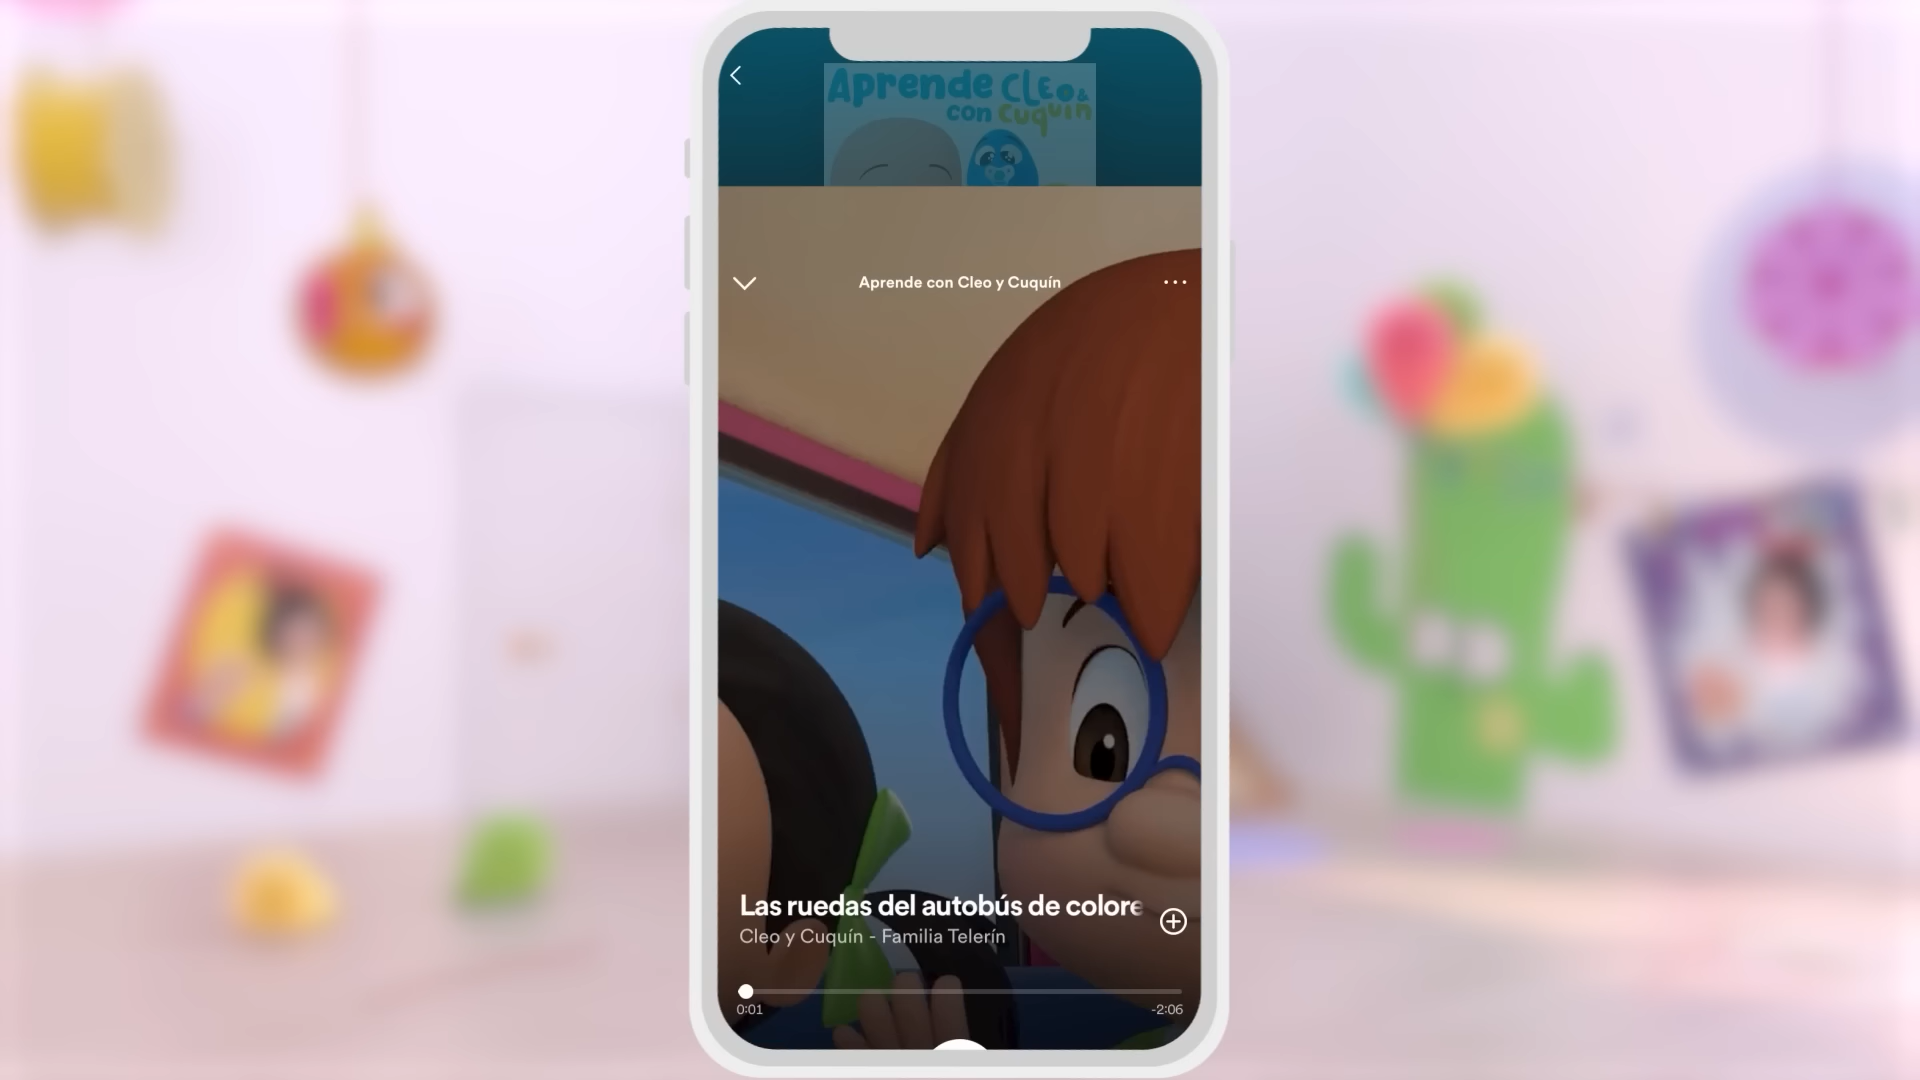 Aprende CLEO &
con Cuquín
Aprende con Cleo y Cuquín
Las ruedas del autobús de colore
Cleo y Cuquín - Familia Telerín
0:01
-2:06